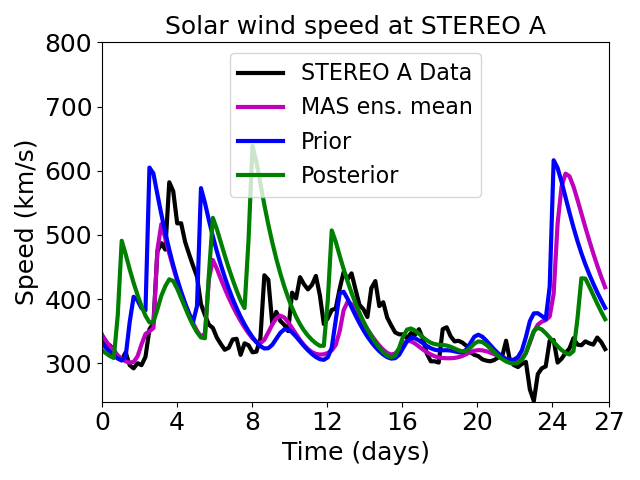 Solar wind speed at STEREO A
800
700
600
500
400
300
Speed (km/s)
STEREO A Data
MAS ens. mean
Prior
Posterior
0 4 8 12 16 20 24 27
Time (days)